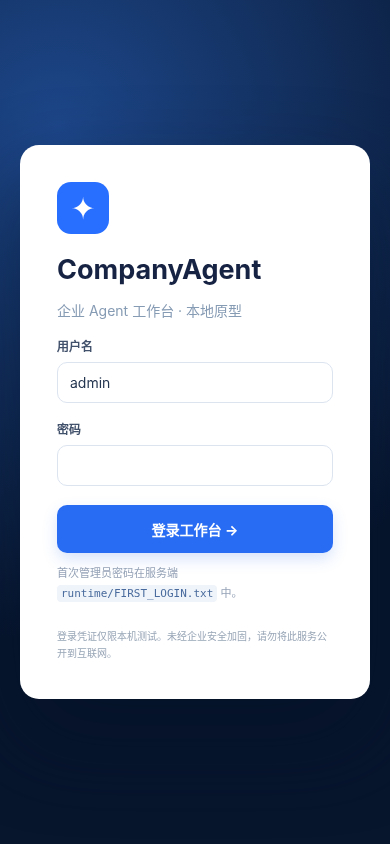 CompanyAgent
企业 Agent 工作台 · 本地原型
用户名
admin
密码
登录工作台 →
首次管理员密码在服务端
runtime/FIRST_LOGIN.txt 中。
登录凭证仅限本机测试。未经企业安全加固，请勿将此服务公
开到互联网。